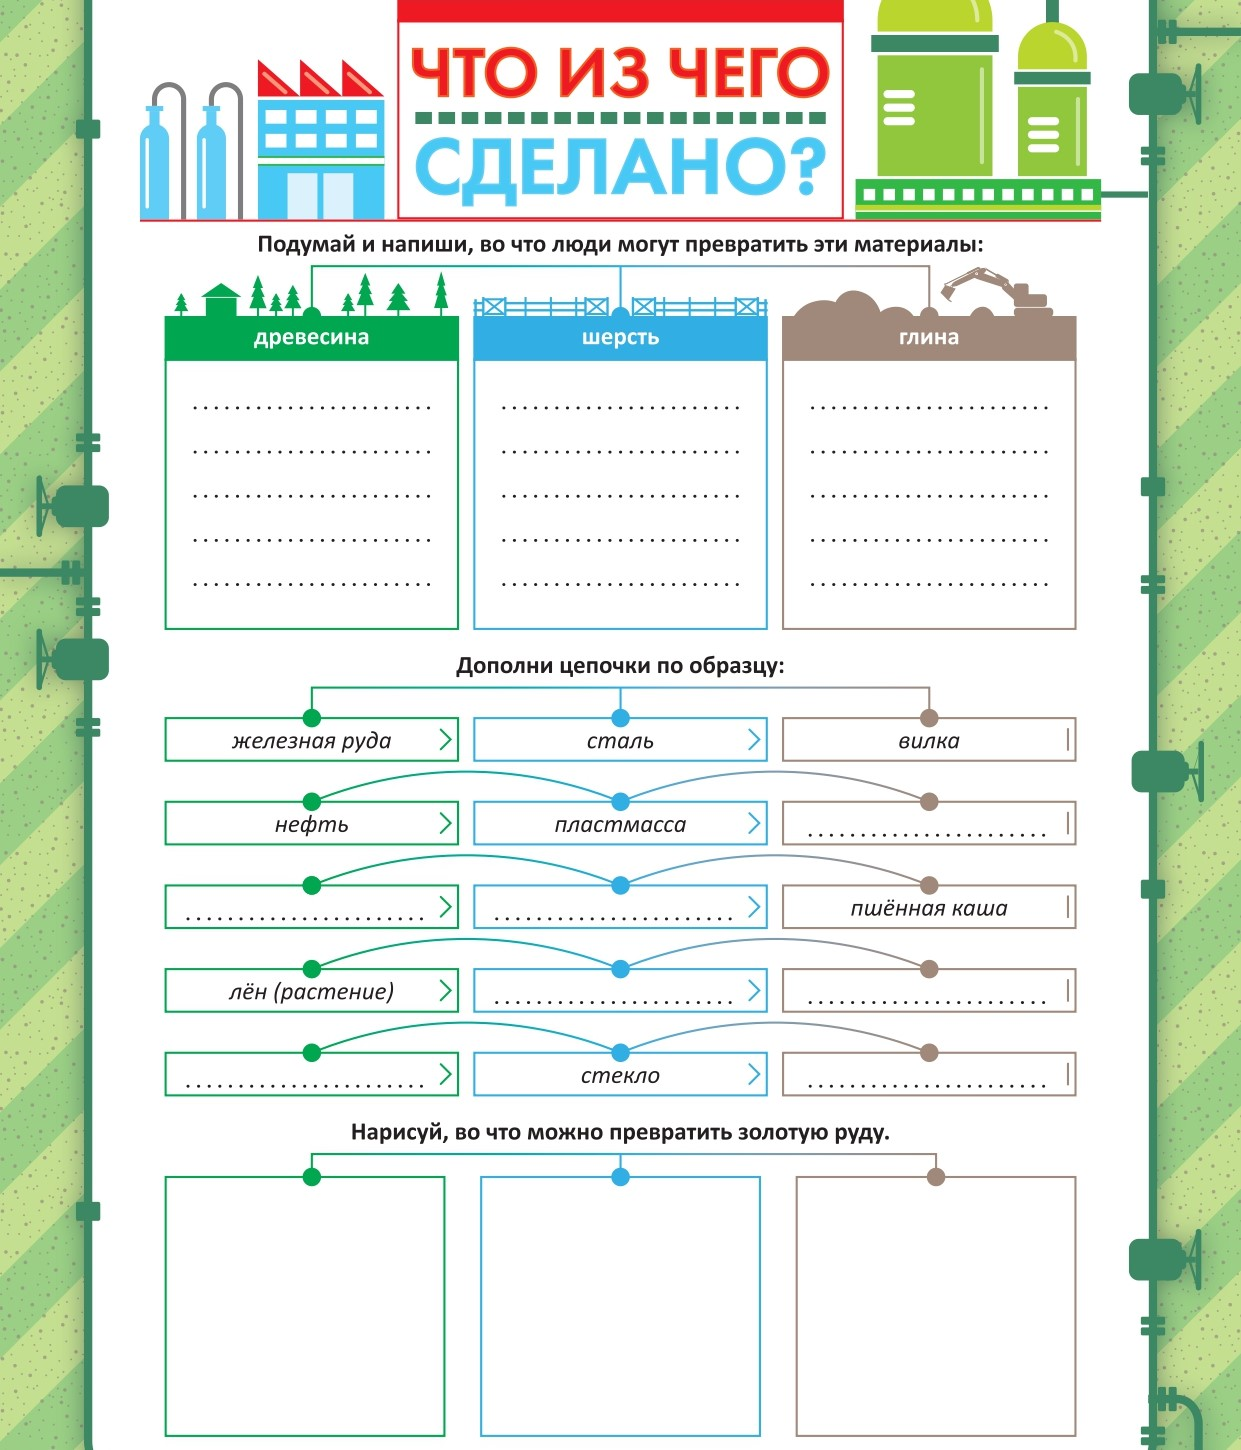 ЧТО ИЗ ЧЕГО
СДЕЛАНО?
Подумай и напиши, во что люди могут превратить эти материалы:
древесина
шерсть
глина
Дополни цепочки по образцу:
железная руда
сталь
вилка
нефть
пластмасса
пшённая каша
лён (растение)
стекло
Нарисуй, во что можно превратить золотую руду.